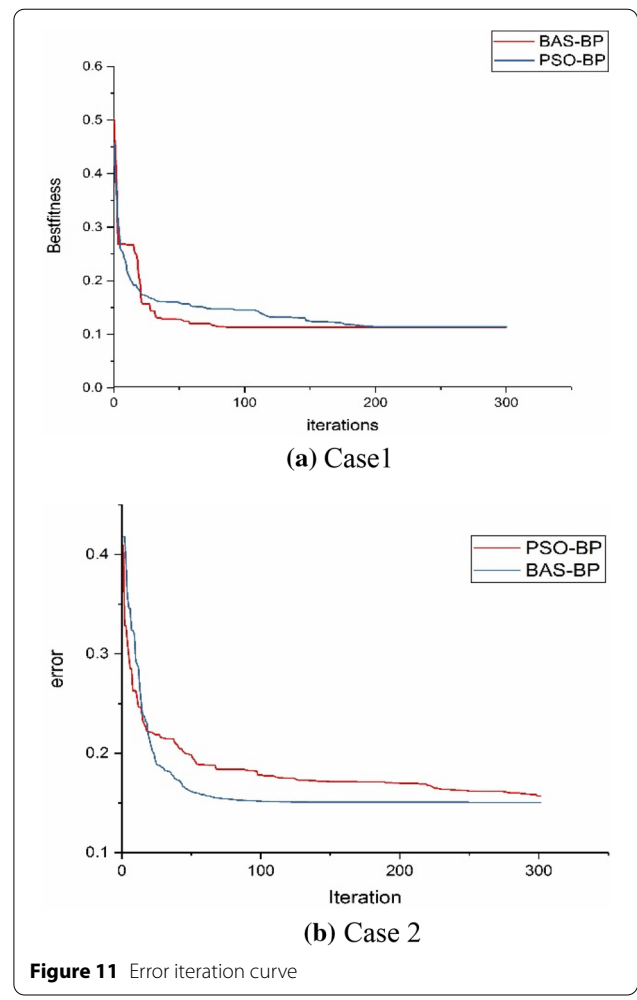 BAS-BP
PSO-BP
0.6
0.5
0.4
0.3
0.2
0.1
0.0
Bestfitness
0
100
200
300
iterations
(a) Case1
PSO-BP
BAS-BP
0.4
0.3
0.2
0.1
error
0
100
200
300
Iteration
(b) Case 2
Figure 11 Error iteration curve